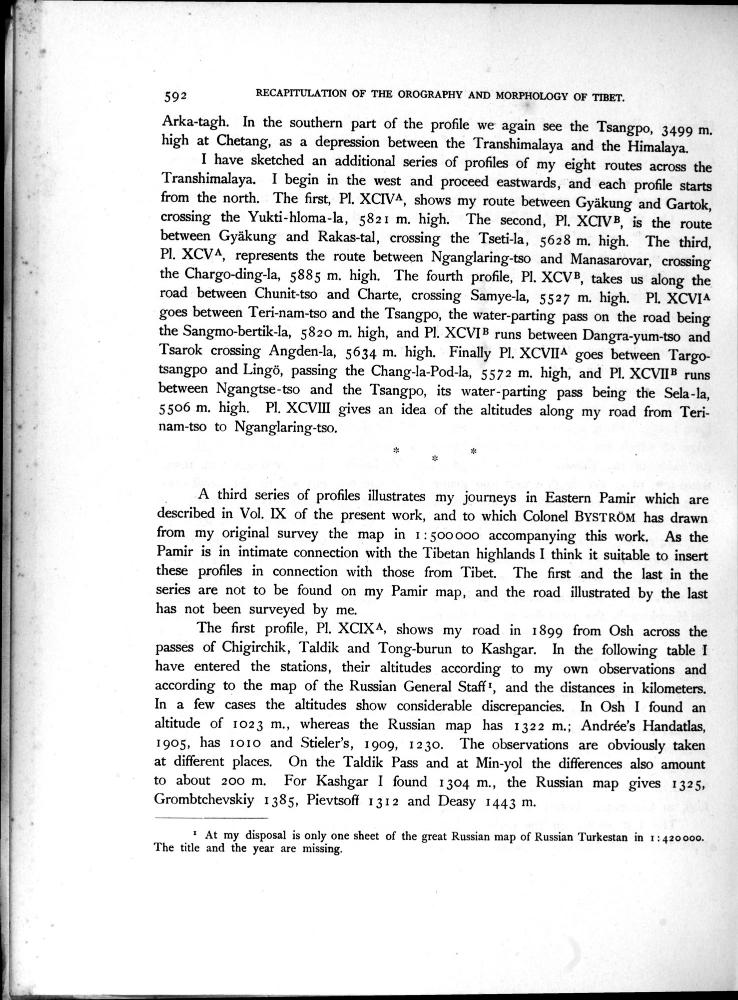 592 RECAPITULATION OF THE OROGRAPHY AND MORPHOLOGY OF TIBET.
Arka-tagh. In the southern part of the profile we again see the Tsangpo, 3499 m.
high at Chetang, as a depression between the Transhimalaya and the Himalaya.
I have sketched an additional series of profiles of my eight routes across the
Transhimalaya. I begin in the west and proceed eastwards, and each profile starts
from the north. The first, Pl. XCIVᴬ, shows my route between Gyäkung and Gartok,
crossing the Yukti-hloma-la, 5821 m. high. The second, Pl. XCIVᴮ, is the route
between Gyäkung and Rakas-tal, crossing the Tseti-la, 5628 m. high. The third,
Pl. XCVᴬ, represents the route between Nganglaring-tso and Manasarovar, crossing
the Chargo-ding-la, 5885 m. high. The fourth profile, Pl. XCVᴮ, takes us along the
road between Chunit-tso and Charte, crossing Samye-la, 5527 m. high. Pl. XCVIᴬ
goes between Teri-nam-tso and the Tsangpo, the water-parting pass on the road being
the Sangmo-bertik-la, 5820 m. high, and Pl. XCVIᴮ runs between Dangra-yum-tso and
Tsarok crossing Angden-la, 5634 m. high. Finally Pl. XCVIIᴬ goes between Targo-
tsangpo and Lingö, passing the Chang-la-Pod-la, 5572 m. high, and Pl. XCVIIᴮ runs
between Ngangtse-tso and the Tsangpo, its water-parting pass being the Sela-la,
5506 m. high. Pl. XCVIII gives an idea of the altitudes along my road from Teri-
nam-tso to Nganglaring-tso.
* * *
A third series of profiles illustrates my journeys in Eastern Pamir which are
described in Vol. IX of the present work, and to which Colonel BYSTRÖM has drawn
from my original survey the map in 1:500000 accompanying this work. As the
Pamir is in intimate connection with the Tibetan highlands I think it suitable to insert
these profiles in connection with those from Tibet. The first and the last in the
series are not to be found on my Pamir map, and the road illustrated by the last
has not been surveyed by me.
The first profile, Pl. XCIXᴬ, shows my road in 1899 from Osh across the
passes of Chigirchik, Taldik and Tong-burun to Kashgar. In the following table I
have entered the stations, their altitudes according to my own observations and
according to the map of the Russian General Staff¹, and the distances in kilometers.
In a few cases the altitudes show considerable discrepancies. In Osh I found an
altitude of 1023 m., whereas the Russian map has 1322 m.; Andrée's Handatlas,
1905, has 1010 and Stieler's, 1909, 1230. The observations are obviously taken
at different places. On the Taldik Pass and at Min-yol the differences also amount
to about 200 m. For Kashgar I found 1304 m., the Russian map gives 1325,
Grombtchevskiy 1385, Pievtsoff 1312 and Deasy 1443 m.
¹ At my disposal is only one sheet of the great Russian map of Russian Turkestan in 1:420000.
The title and the year are missing.